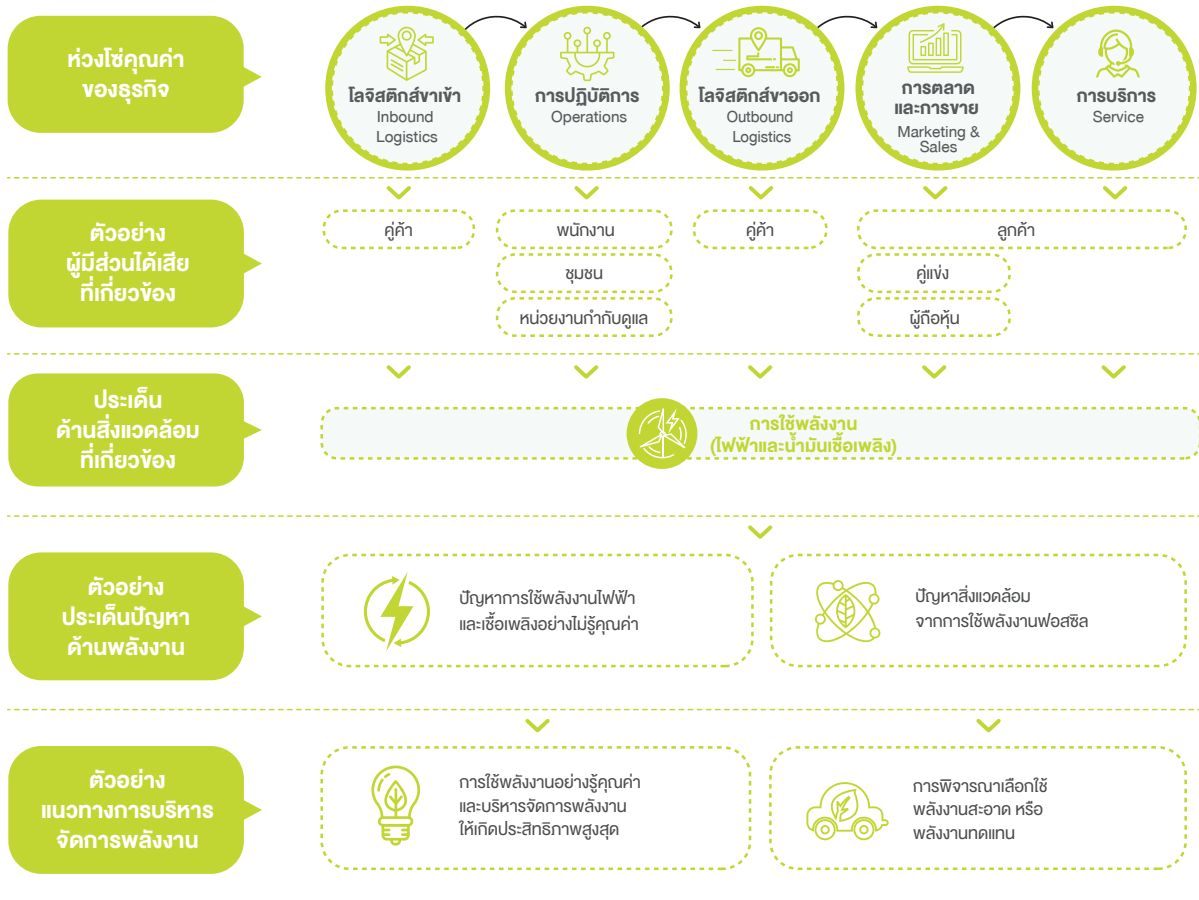 ห่วงโซ่คุณค่า
ของธุรกิจ
โลจิสติกส์ขาเข้า
Inbound
Logistics
การปฏิบัติการ
Operations
โลจิสติกส์ขาออก
Outbound
Logistics
การตลาด
และการขาย
Marketing &
Sales
การบริการ
Service
ตัวอย่าง
ผู้มีส่วนได้เสีย
ที่เกี่ยวข้อง
คู่ค้า
พนักงาน
คู่ค้า
ลูกค้า
ชุมชน
คู่แข่ง
หน่วยงานกำกับดูแล
ผู้ถือหุ้น
ประเด็น
ด้านสิ่งแวดล้อม
ที่เกี่ยวข้อง
การใช้พลังงาน
(ไฟฟ้าและน้ำมันเชื้อเพลิง)
ตัวอย่าง
ประเด็นปัญหา
ด้านพลังงาน
ปัญหาการใช้พลังงานไฟฟ้า
และเชื้อเพลิงอย่างไม่รู้คุณค่า
ปัญหาสิ่งแวดล้อม
จากการใช้พลังงานฟอสซิล
ตัวอย่าง
แนวทางการบริหาร
จัดการพลังงาน
การใช้พลังงานอย่างรู้คุณค่า
และบริหารจัดการพลังงาน
ให้เกิดประสิทธิภาพสูงสุด
การพิจารณาเลือกใช้
พลังงานสะอาด หรือ
พลังงานทดแทน